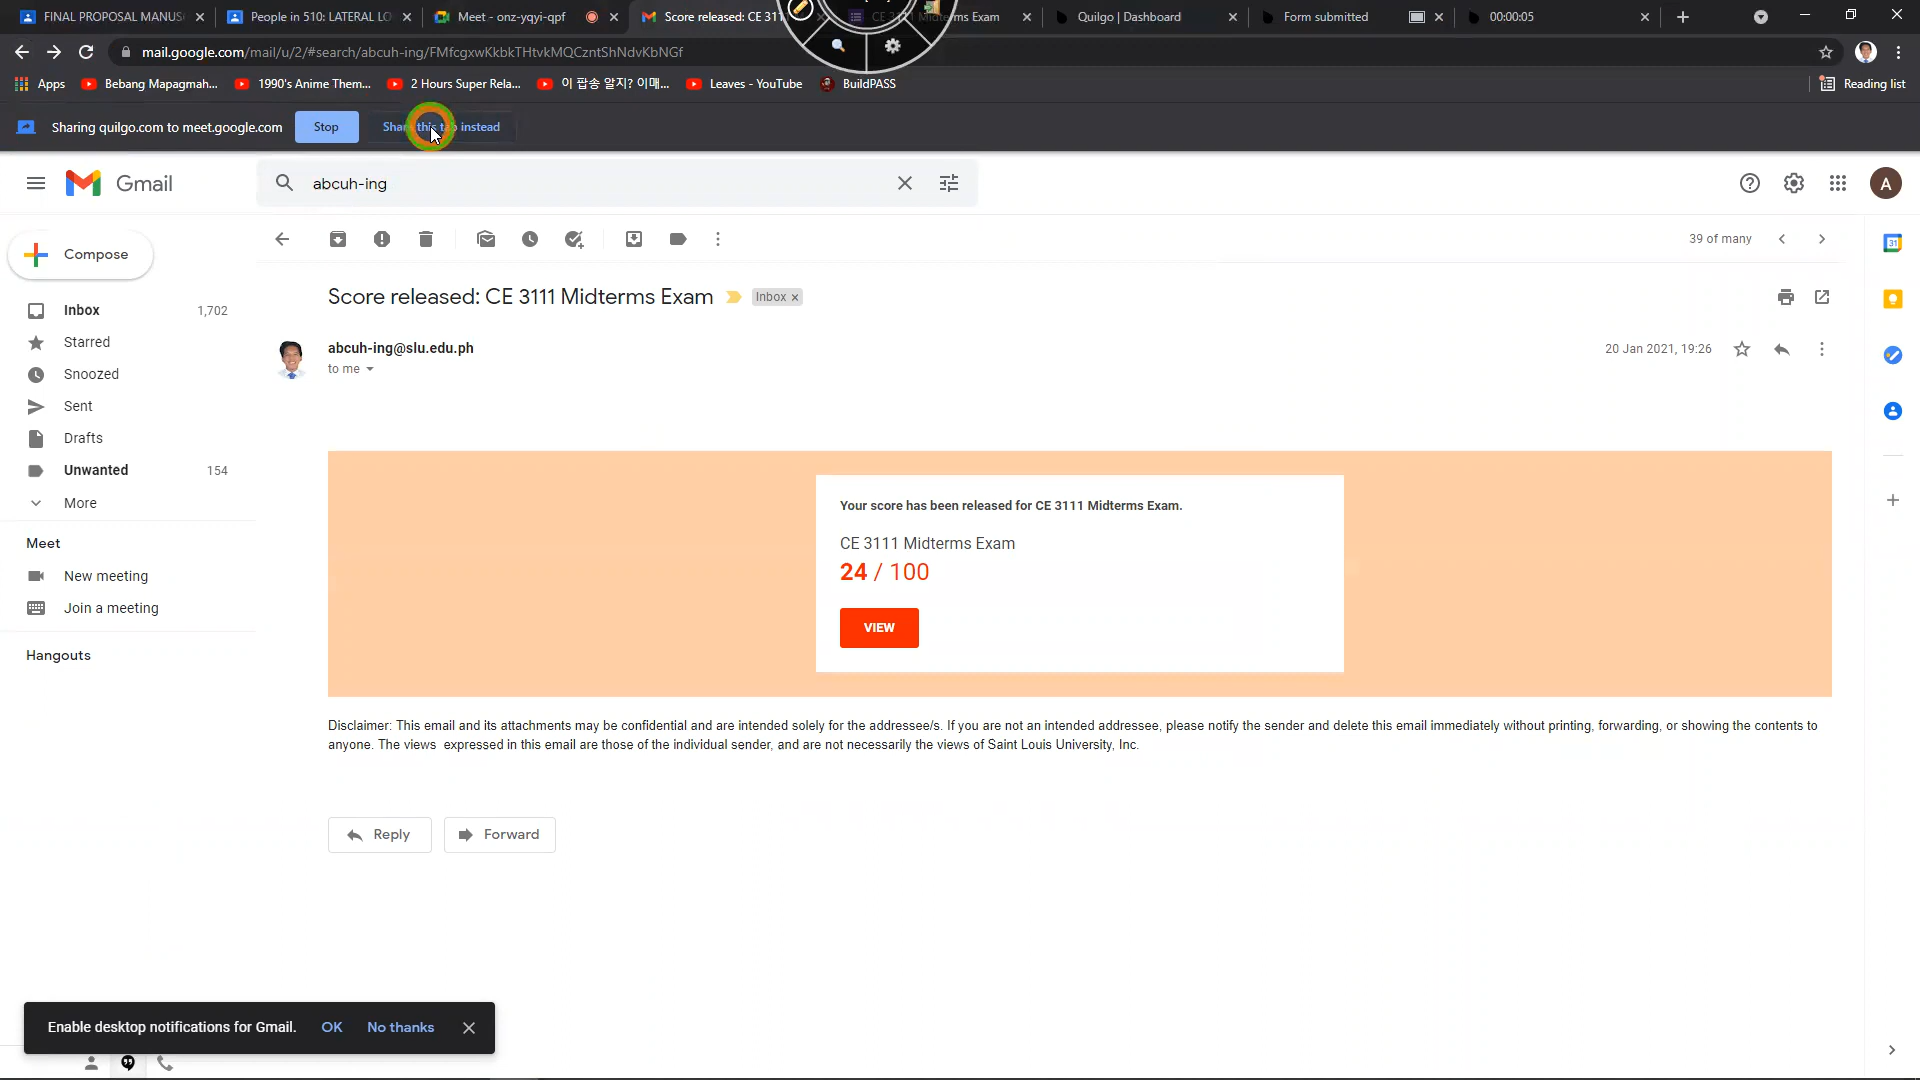 FINAL PROPOSAL MANUS
People in 510: LATERAL LO
Meet - onz-yqyi-qpf
Score released: CE 311
CE 3111 Midterms Exam
Quilgo | Dashboard
Form submitted
00:00:05
mail.google.com/mail/u/2/#search/abcuh-ing/FMfcgxwKkbkTHtvkMQCzntShNdvKbNGf
Apps
Bebang Mapagmah...
1990's Anime Them...
2 Hours Super Rela...
이 팝송 알지? 이매...
Leaves - YouTube
BuildPASS
Reading list
Sharing quilgo.com to meet.google.com
Stop
Share this tab instead
Gmail
abcuh-ing
A
Compose
39 of many
31
Score released: CE 3111 Midterms Exam
Inbox ×
Inbox 1,702
Starred
Snoozed
Sent
Drafts
Unwanted 154
More
abcuh-ing@slu.edu.ph
to me
20 Jan 2021, 19:26
Your score has been released for CE 3111 Midterms Exam.
CE 3111 Midterms Exam
24 / 100
VIEW
Meet
New meeting
Join a meeting
Hangouts
Disclaimer: This email and its attachments may be confidential and are intended solely for the addressee/s. If you are not an intended addressee, please notify the sender and delete this email immediately without printing, forwarding, or showing the contents to
anyone. The views expressed in this email are those of the individual sender, and are not necessarily the views of Saint Louis University, Inc.
Reply
Forward
Enable desktop notifications for Gmail.
OK
No thanks